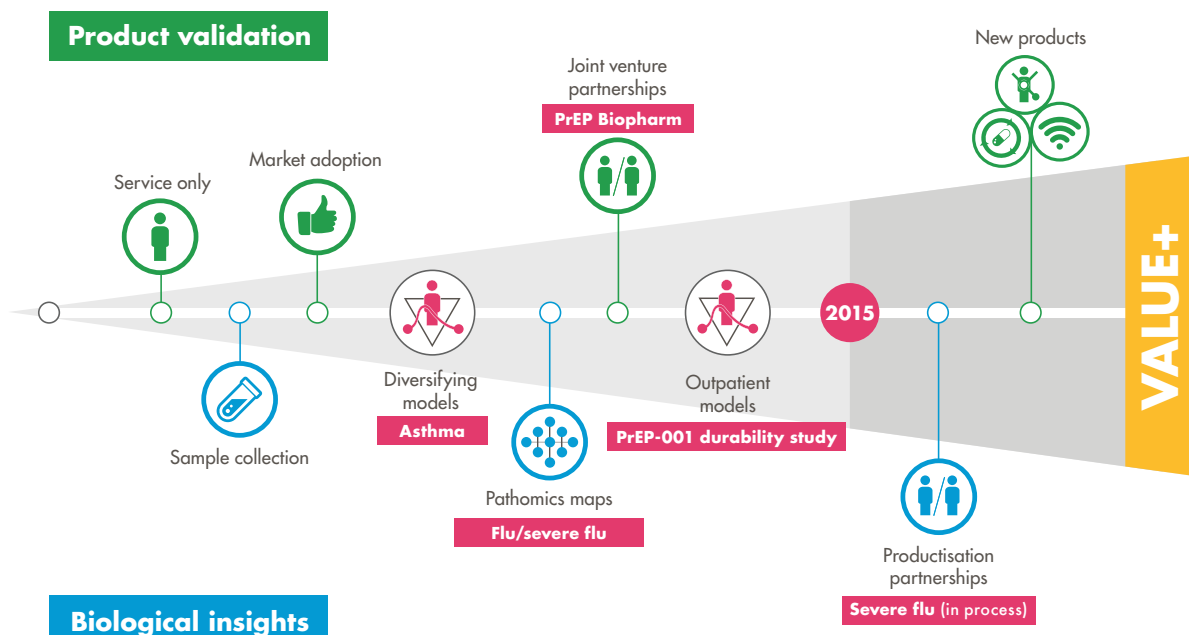 Product validation
New products
Joint venture
partnerships
PrEP Biopharm
Market adoption
Service only
2015
VALUE+
Diversifying
models
Asthma
Outpatient
models
PrEP-001 durability study
Sample collection
Pathomics maps
Flu/severe flu
Productisation
partnerships
Severe flu (in process)
Biological insights